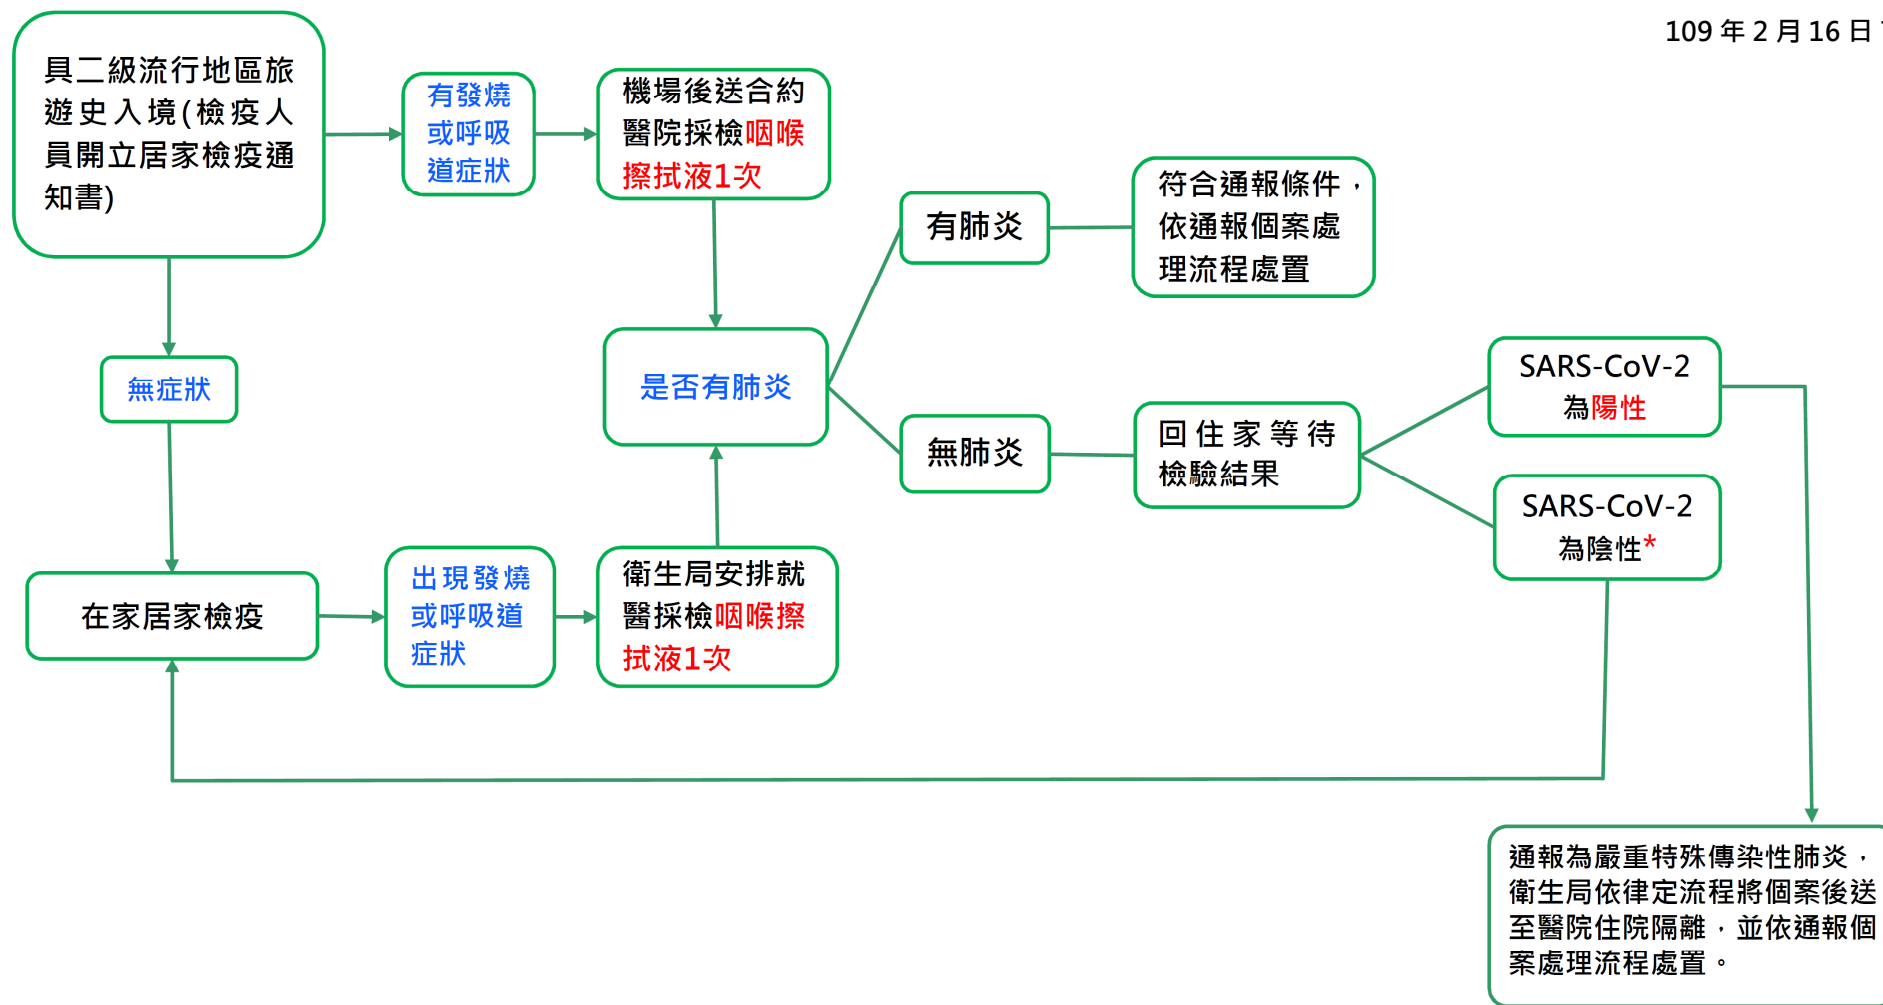 109 年 2 月 16 日
具二級流行地區旅
遊史入境(檢疫人
員開立居家檢疫通
知書)
有發燒
或呼吸
道症狀
機場後送合約
醫院採檢咽喉
擦拭液1次
有肺炎
符合通報條件，
依通報個案處
理流程處置
無症狀
是否有肺炎
無肺炎
回住家等待
檢驗結果
SARS-CoV-2
為陽性
SARS-CoV-2
為陰性*
在家居家檢疫
出現發燒
或呼吸道
症狀
衛生局安排就
醫採檢咽喉擦
拭液1次
通報為嚴重特殊傳染性肺炎，
衛生局依律定流程將個案後送
至醫院住院隔離，並依通報個
案處理流程處置。